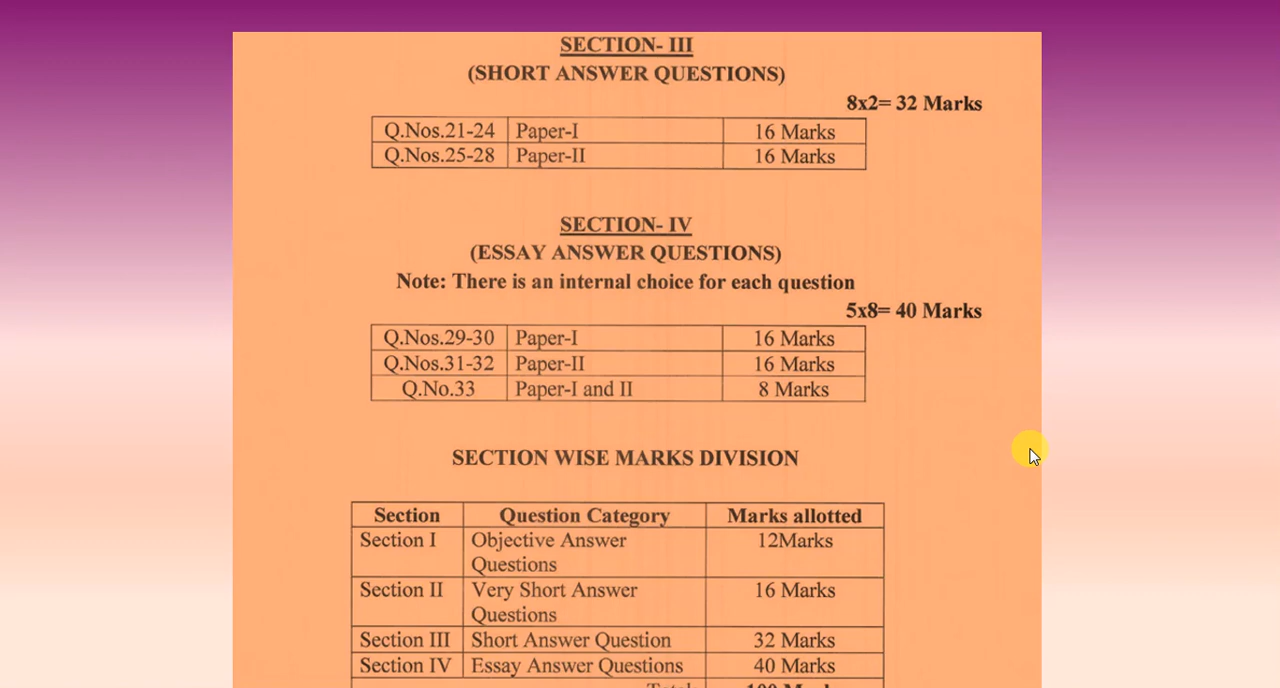 SECTION- III
(SHORT ANSWER QUESTIONS)
8x2= 32 Marks
Q.Nos.21-24 Paper-I 16 Marks
Q.Nos.25-28 Paper-II 16 Marks
SECTION- IV
(ESSAY ANSWER QUESTIONS)
Note: There is an internal choice for each question
5x8= 40 Marks
Q.Nos.29-30 Paper-I 16 Marks
Q.Nos.31-32 Paper-II 16 Marks
Q.No.33 Paper-I and II 8 Marks
SECTION WISE MARKS DIVISION
Section Question Category Marks allotted
Section I Objective Answer 12Marks
Questions
Section II Very Short Answer 16 Marks
Questions
Section III Short Answer Question 32 Marks
Section IV Essay Answer Questions 40 Marks
Total 100 Marks